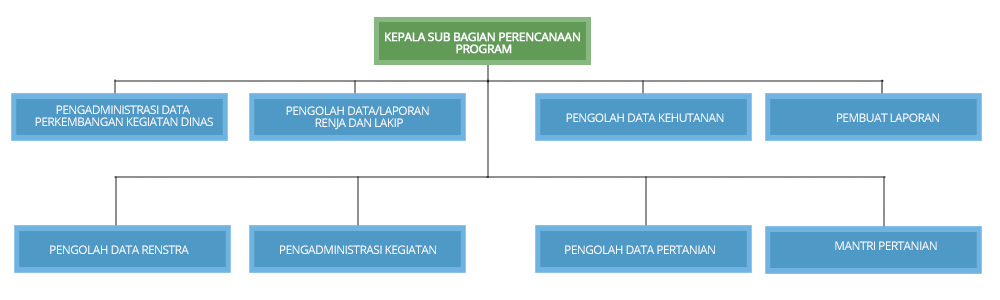 KEPALA SUB BAGIAN PERENCANAAN
PROGRAM
PENGADMINISTRASI DATA
PERKEMBANGAN KEGIATAN DINAS
PENGOLAH DATA/LAPORAN
RENJA DAN LAKIP
PENGOLAH DATA KEHUTANAN
PEMBUAT LAPORAN
PENGOLAH DATA RENSTRA
PENGADMINISTRASI KEGIATAN
PENGOLAH DATA PERTANIAN
MANTRI PERTANIAN